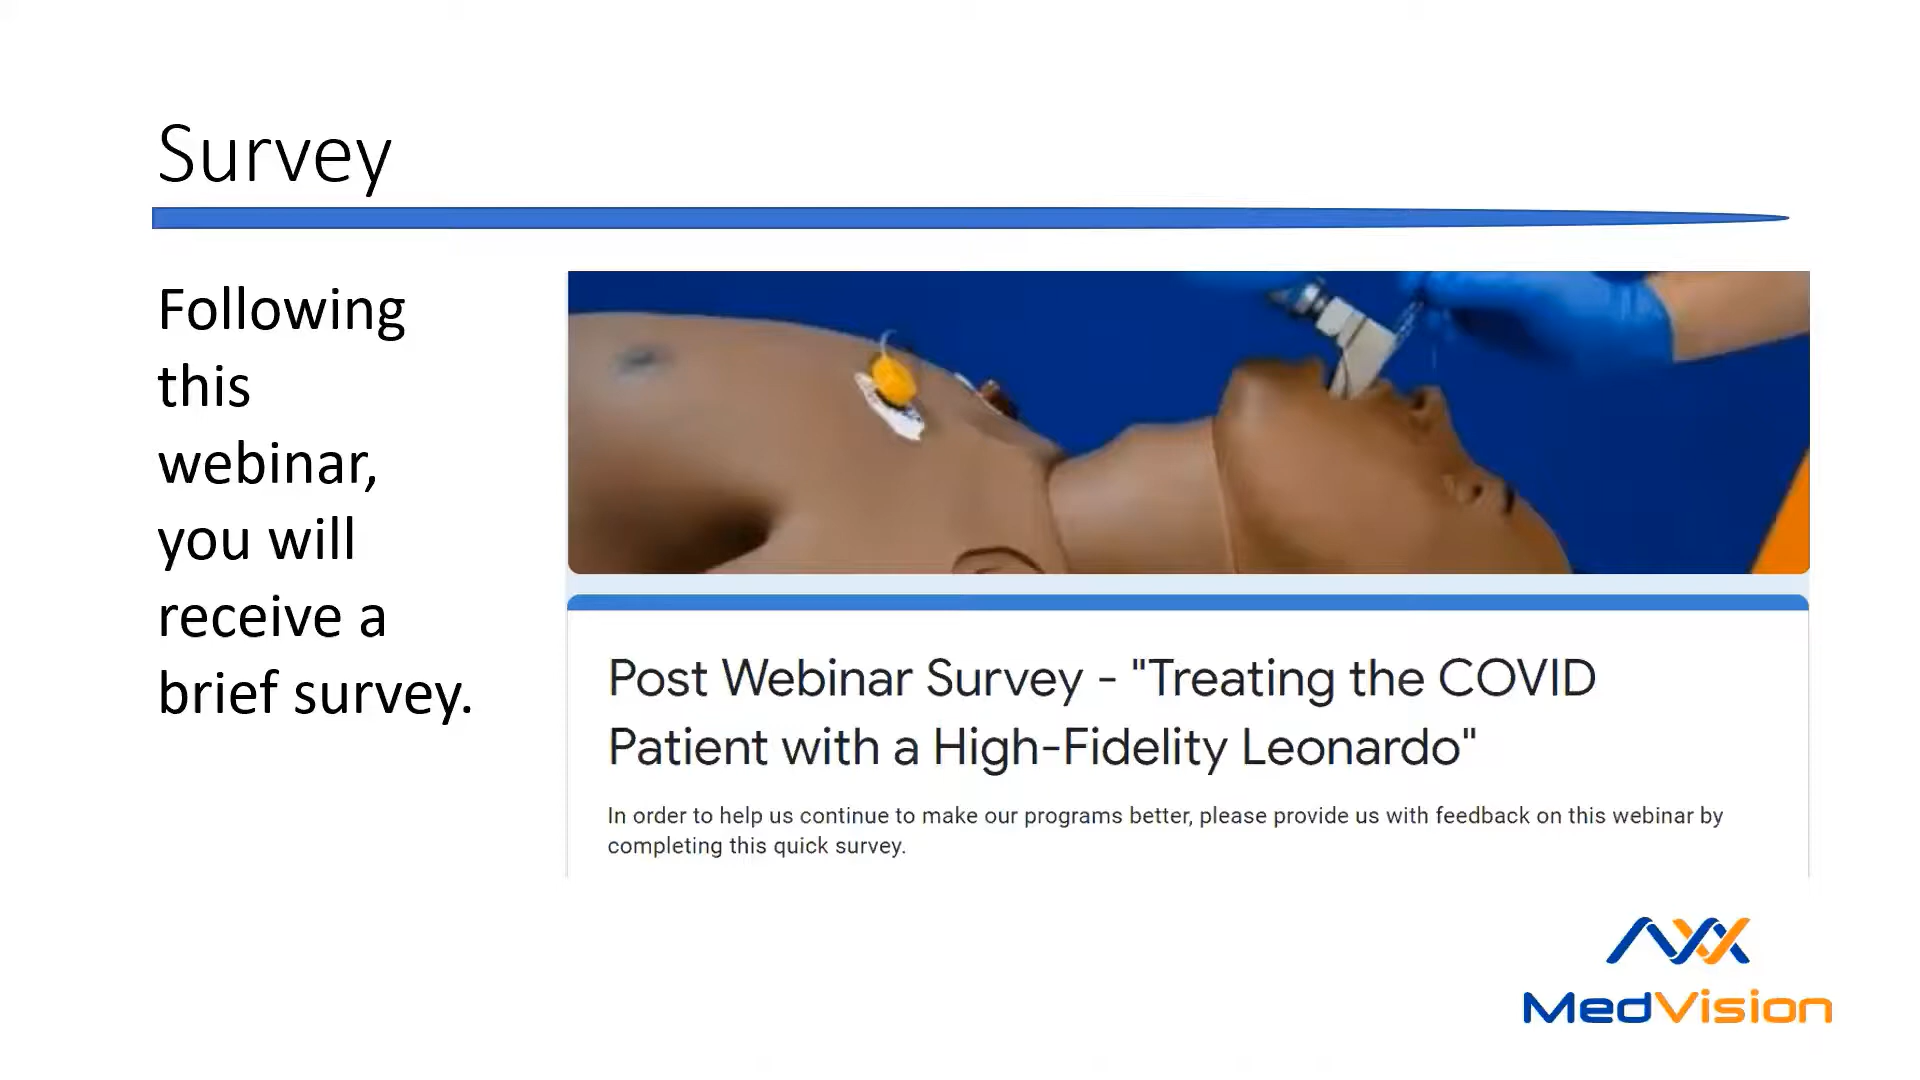 Survey
Following
this
webinar,
you will
receive a
brief survey.
Post Webinar Survey - "Treating the COVID
Patient with a High-Fidelity Leonardo"
In order to help us continue to make our programs better, please provide us with feedback on this webinar by
completing this quick survey.
MedVision